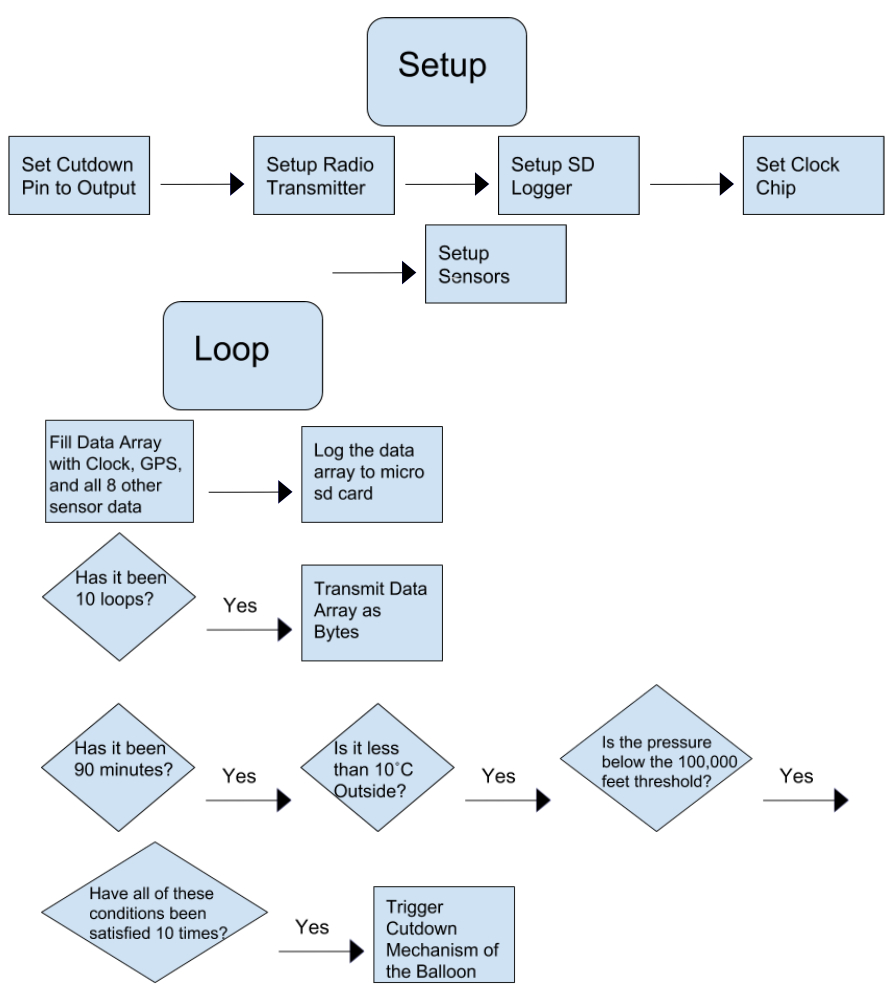 Setup
Set Cutdown
Pin to Output
Setup Radio
Transmitter
Setup SD
Logger
Set Clock
Chip
Setup
Sensors
Loop
Fill Data Array
with Clock, GPS,
and all 8 other
sensor data
Log the data
array to micro
sd card
Has it been
10 loops?
Yes
Transmit Data
Array as
Bytes
Has it been
90 minutes?
Yes
Is it less
than 10˚C
Outside?
Yes
Is the pressure
below the 100,000
feet threshold?
Yes
Have all of these
conditions been
satisfied 10 times?
Yes
Trigger
Cutdown
Mechanism of
the Balloon